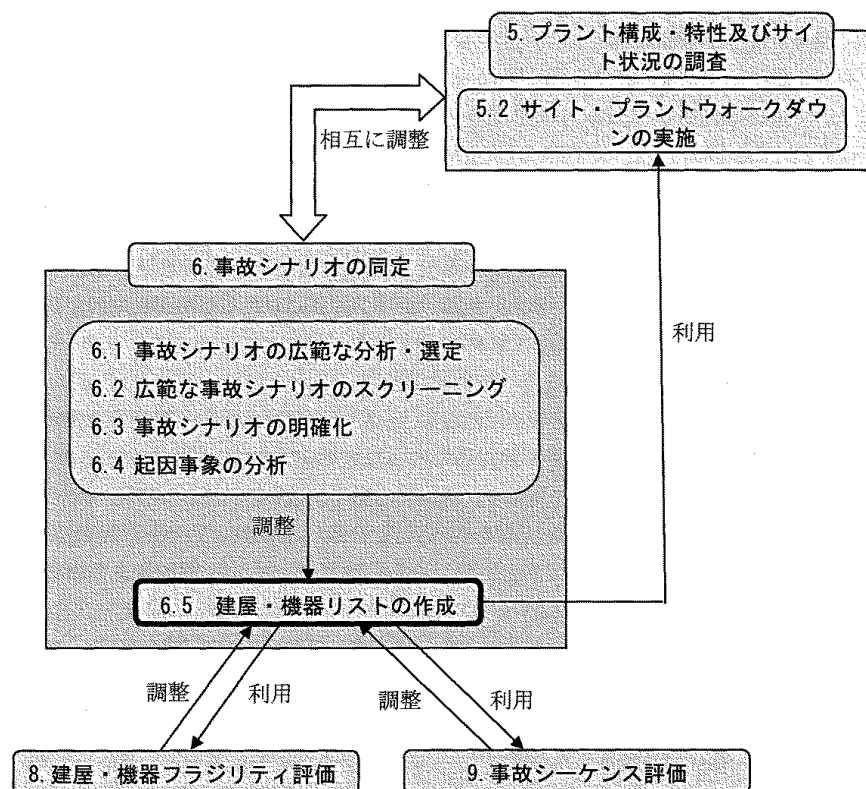 5. プラント構成・特性及びサイ
ト状況の調査
5.2 サイト・プラントウォークダウ
ンの実施
相互に調整
6. 事故シナリオの同定
利用
6.1 事故シナリオの広範な分析・選定
6.2 広範な事故シナリオのスクリーニング
6.3 事故シナリオの明確化
6.4 起因事象の分析
調整
6.5 建屋・機器リストの作成
調整
利用
調整
利用
8. 建屋・機器フラジリティ評価
9. 事故シーケンス評価